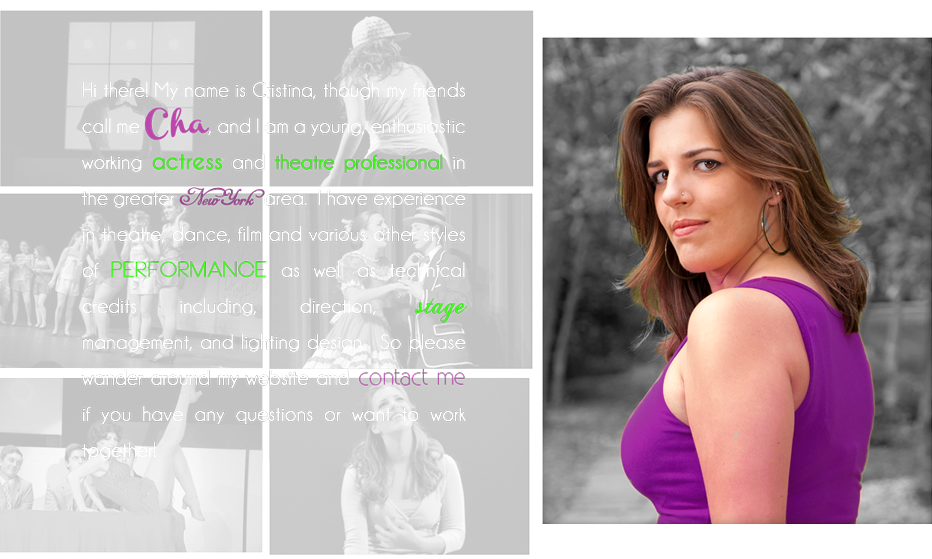 Hi there! My name is Cristina, though my friends
call me Cha, and I am a young, enthusiastic
working actress and theatre professional in
the greater New York area. I have experience
in theatre, dance, film and various other styles
of PERFORMANCE as well as technical
credits including, direction, stage
management, and lighting design. So please
wander around my website and contact me
if you have any questions or want to work
together!